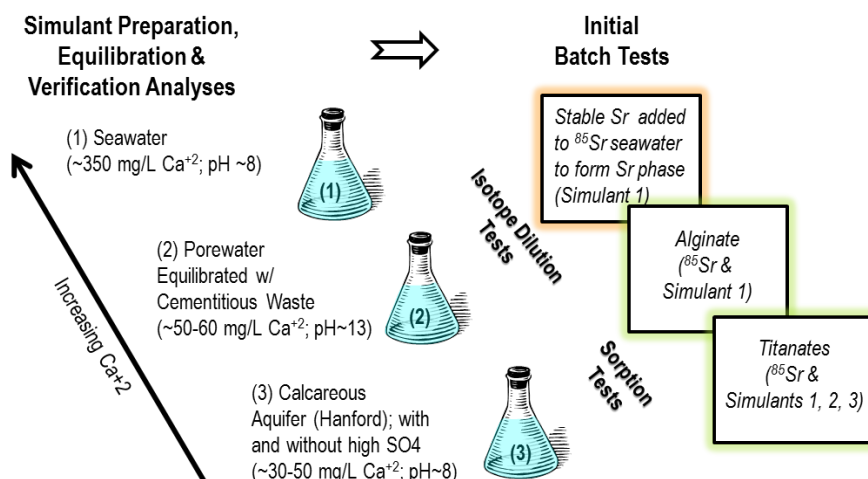 Simulant Preparation,
Equilibration &
Verification Analyses
Initial
Batch Tests
(1) Seawater
(~350 mg/L Ca⁺²; pH ~8)
(1)
(2) Porewater
Equilibrated w/
Cementitious Waste
(~50-60 mg/L Ca⁺²; pH~13)
(2)
(3) Calcareous
Aquifer (Hanford); with
and without high SO4
(~30-50 mg/L Ca⁺²; pH~8)
(3)
Increasing Ca+2
Isotope Dilution
Tests
Stable Sr added
to ⁸⁵Sr seawater
to form Sr phase
(Simulant 1)
Sorption
Tests
Alginate
(⁸⁵Sr &
Simulant 1)
Titanates
(⁸⁵Sr &
Simulants 1, 2, 3)